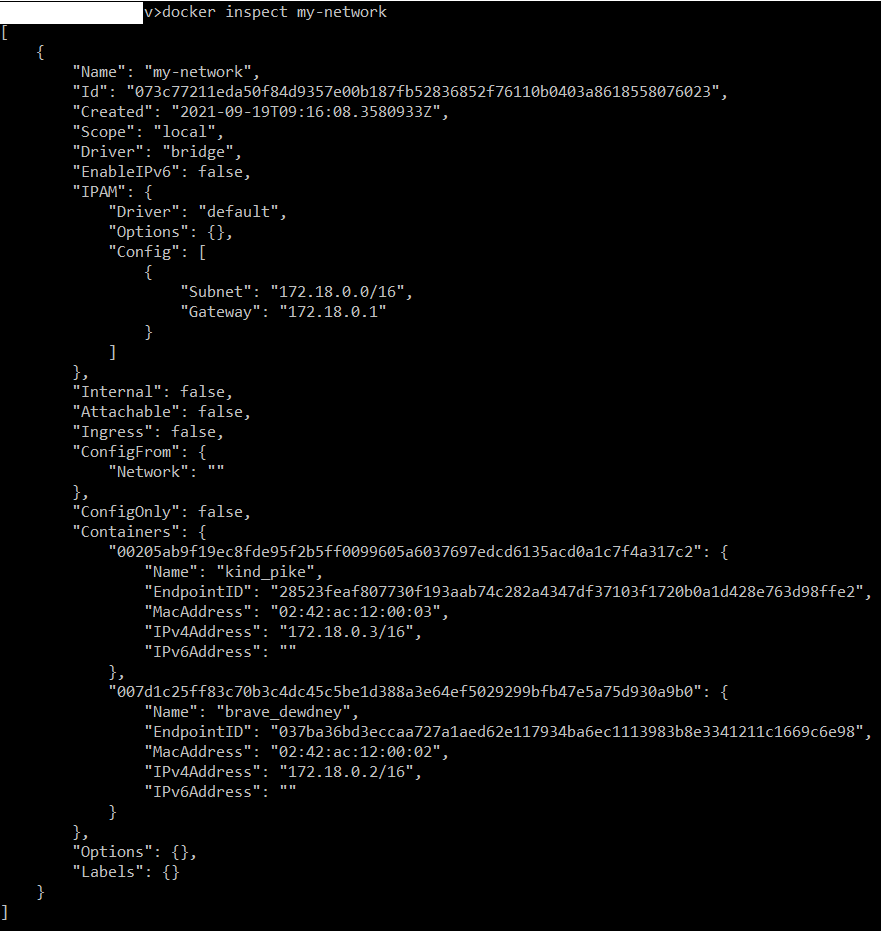 v>docker inspect my-network
[
    {
        "Name": "my-network",
        "Id": "073c77211eda50f84d9357e00b187fb52836852f76110b0403a8618558076023",
        "Created": "2021-09-19T09:16:08.3580933Z",
        "Scope": "local",
        "Driver": "bridge",
        "EnableIPv6": false,
        "IPAM": {
            "Driver": "default",
            "Options": {},
            "Config": [
                {
                    "Subnet": "172.18.0.0/16",
                    "Gateway": "172.18.0.1"
                }
            ]
        },
        "Internal": false,
        "Attachable": false,
        "Ingress": false,
        "ConfigFrom": {
            "Network": ""
        },
        "ConfigOnly": false,
        "Containers": {
            "00205ab9f19ec8fde95f2b5ff0099605a6037697edcd6135acd0a1c7f4a317c2": {
                "Name": "kind_pike",
                "EndpointID": "28523feaf807730f193aab74c282a4347df37103f1720b0a1d428e763d98ffe2",
                "MacAddress": "02:42:ac:12:00:03",
                "IPv4Address": "172.18.0.3/16",
                "IPv6Address": ""
            },
            "007d1c25ff83c70b3c4dc45c5be1d388a3e64ef5029299bfb47e5a75d930a9b0": {
                "Name": "brave_dewdney",
                "EndpointID": "037ba36bd3eccaa727a1aed62e117934ba6ec1113983b8e3341211c1669c6e98",
                "MacAddress": "02:42:ac:12:00:02",
                "IPv4Address": "172.18.0.2/16",
                "IPv6Address": ""
            }
        },
        "Options": {},
        "Labels": {}
    }
]